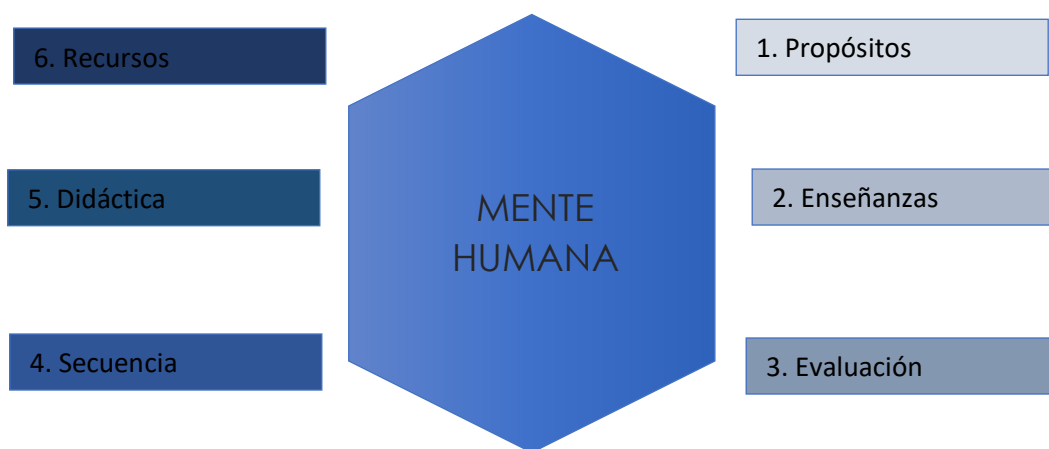 6. Recursos
1. Propósitos
5. Didáctica
MENTE
HUMANA
2. Enseñanzas
4. Secuencia
3. Evaluación